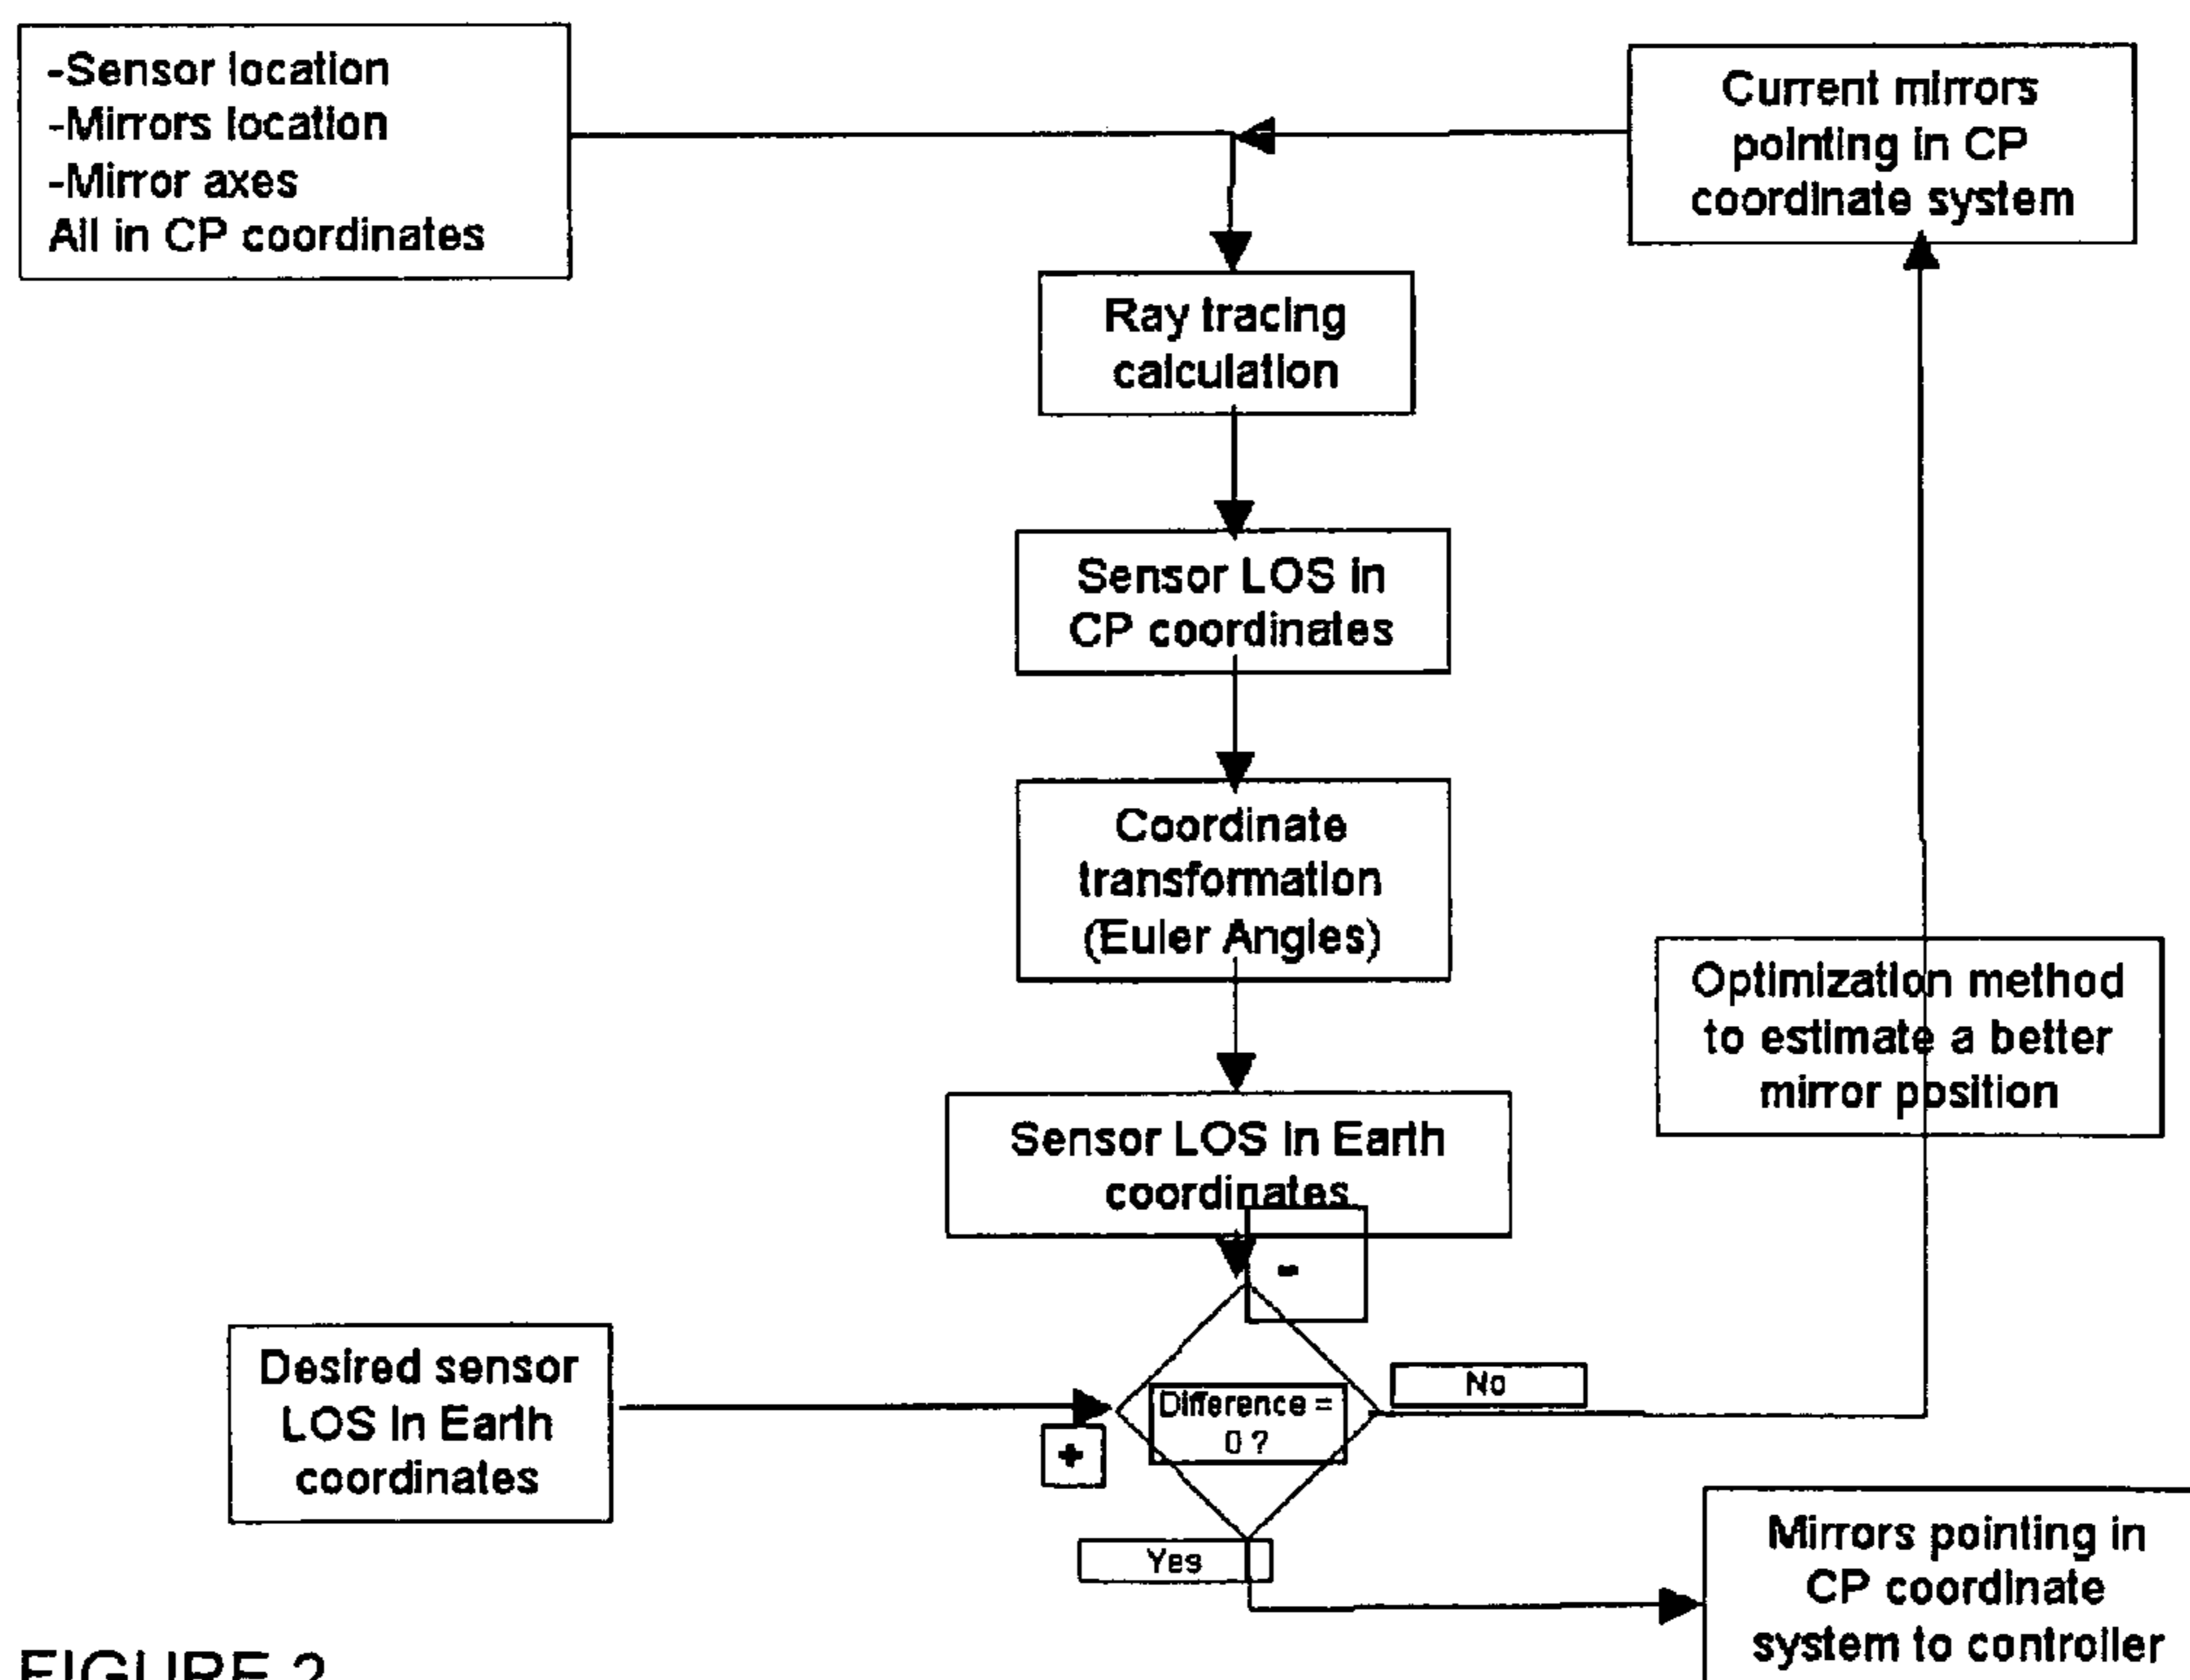 -Sensor location
-Mirrors location
-Mirror axes
All in CP coordinates
Current mirrors
pointing in CP
coordinate system
Ray tracing
calculation
Sensor LOS in
CP coordinates
Coordinate
transformation
(Euler Angles)
Optimization method
to estimate a better
mirror position
Sensor LOS in Earth
coordinates
-
Desired sensor
LOS in Earth
coordinates
+
Difference =
0 ?
No
Yes
Mirrors pointing in
CP coordinate
system to controller
FIGURE 2